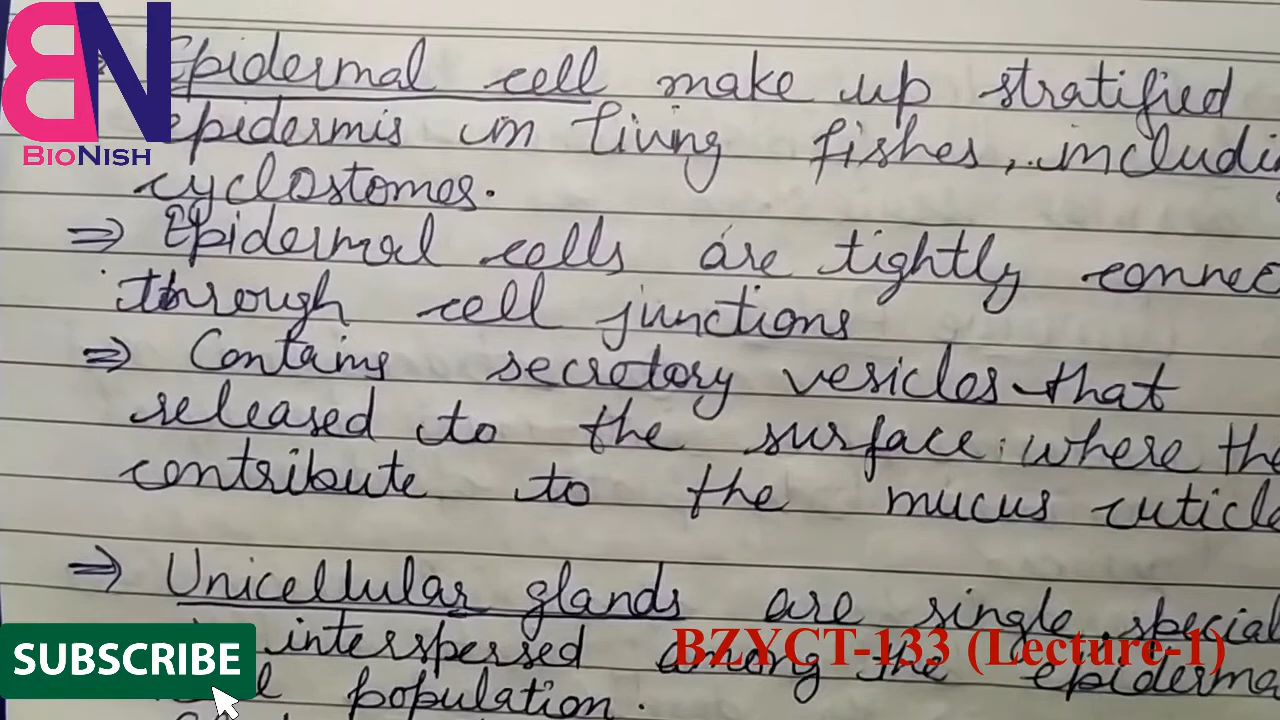 BN
BIONISH
⇒ Epidermal cell make up stratified
epidermis in living fishes, includi
cyclostomes.
⇒ Epidermal cells are tightly connec
through cell junctions
⇒ Contains secretory vesicles that
released to the surface where the
contribute to the mucus cuticle
⇒ Unicellular glands are single special
interspersed among the epiderma
population.
SUBSCRIBE
BZYCT-133 (Lecture-1)